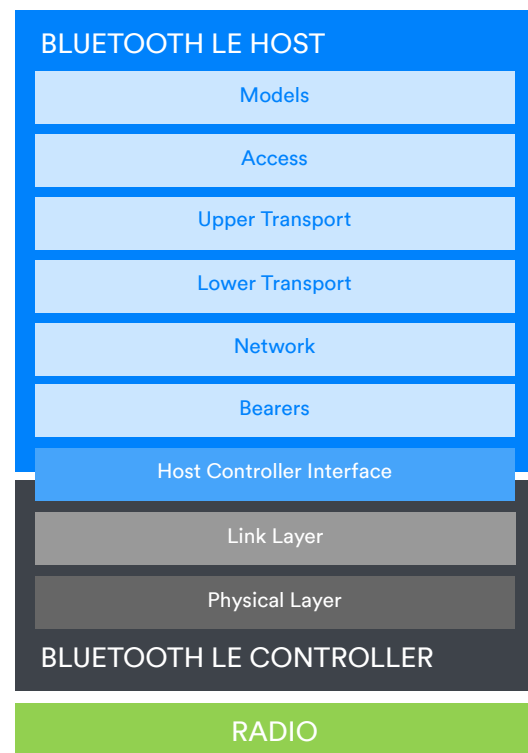 BLUETOOTH LE HOST
Models
Access
Upper Transport
Lower Transport
Network
Bearers
Host Controller Interface
Link Layer
Physical Layer
BLUETOOTH LE CONTROLLER
RADIO